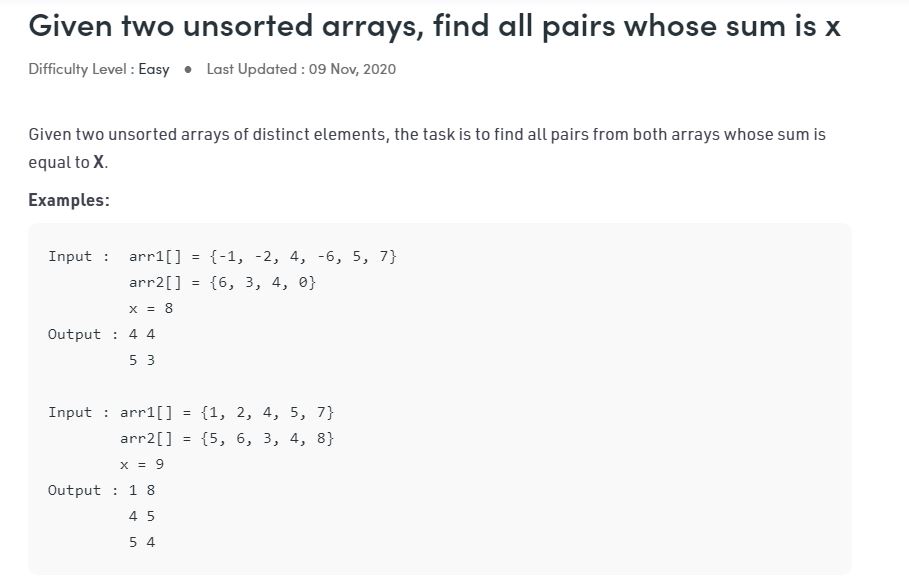 Given two unsorted arrays, find all pairs whose sum is x
Difficulty Level : Easy • Last Updated : 09 Nov, 2020
Given two unsorted arrays of distinct elements, the task is to find all pairs from both arrays whose sum is
equal to X.
Examples:
Input : arr1[] = {-1, -2, 4, -6, 5, 7}
arr2[] = {6, 3, 4, 0}
x = 8
Output : 4 4
5 3
Input : arr1[] = {1, 2, 4, 5, 7}
arr2[] = {5, 6, 3, 4, 8}
x = 9
Output : 1 8
4 5
5 4